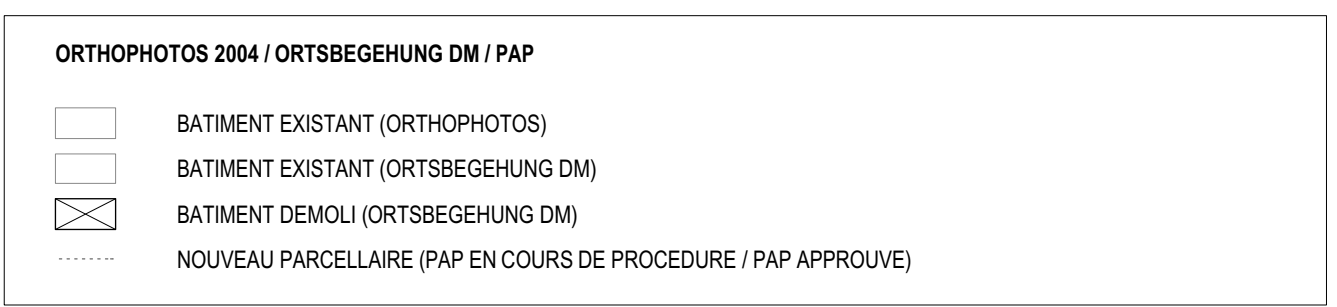 ORTHOPHOTOS 2004 / ORTSBEGEHUNG DM / PAP
BATIMENT EXISTANT (ORTHOPHOTOS)
BATIMENT EXISTANT (ORTSBEGEHUNG DM)
BATIMENT DEMOLI (ORTSBEGEHUNG DM)
NOUVEAU PARCELLAIRE (PAP EN COURS DE PROCEDURE / PAP APPROUVE)